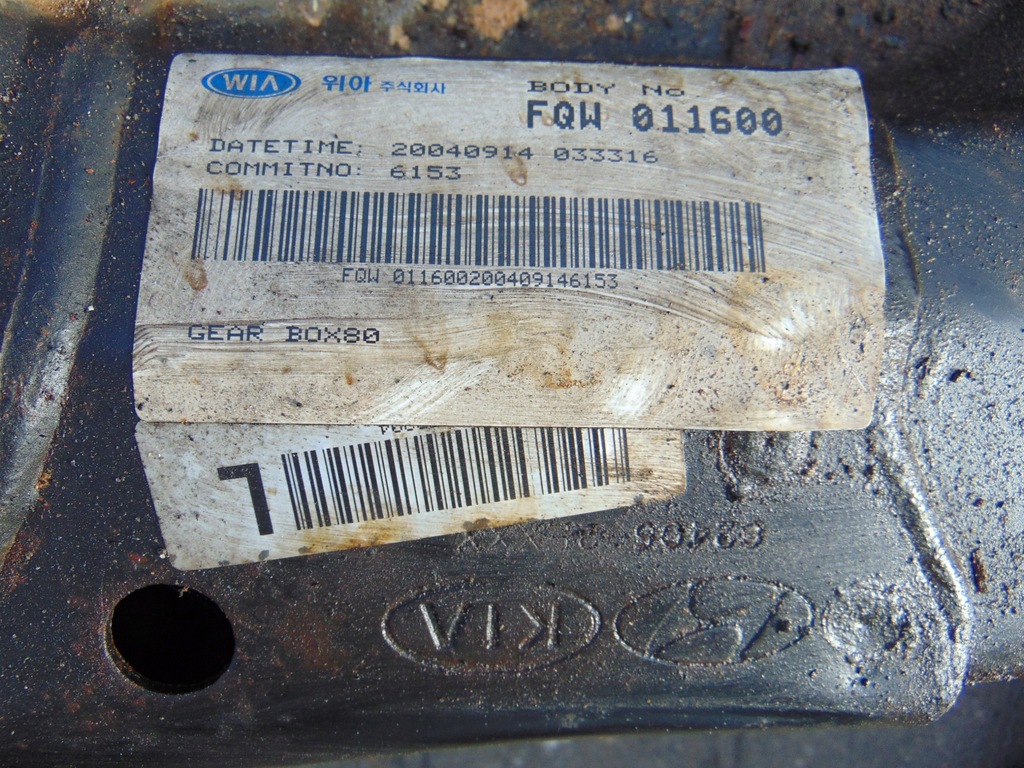 WIA 위아 주식회사
BODY No.
FQW 011600
DATETIME: 20040914 033316
COMMITNO: 6153
FQW 011600200409146153
GEAR BOX80
L
KIA